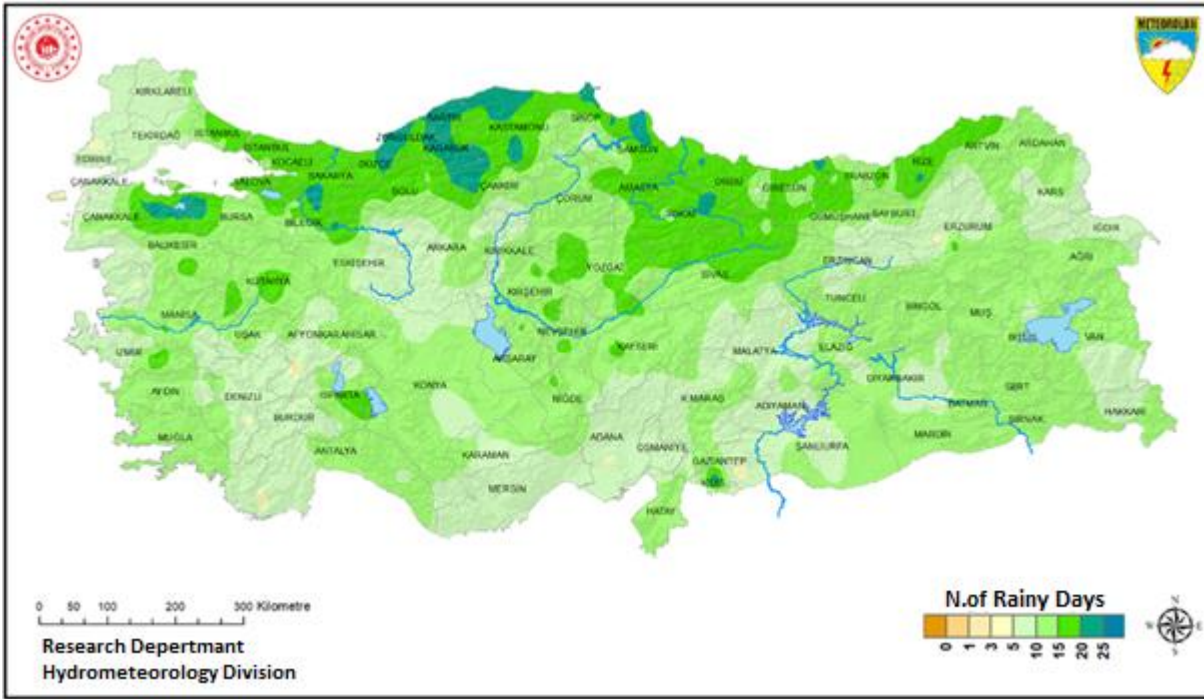 METEOROLOJİ
KIRKLARELİ
TEKİRDAĞ
İSTANBUL
İSTANBUL
EDİRNE
KOCAELİ
YALOVA
SAKARYA
DÜZCE
ZONGULDAK
BARTIN
KARABÜK
KASTAMONU
SİNOP
SAMSUN
ÇANAKKALE
ÇANAKKALE
BURSA
BİLECİK
BOLU
ÇANKIRI
ÇORUM
AMASYA
ORDU
GİRESUN
TRABZON
RİZE
ARTVİN
ARDAHAN
KARS
IĞDIR
BALIKESİR
ESKİŞEHİR
ANKARA
KIRIKKALE
TOKAT
GÜMÜŞHANE
BAYBURT
ERZURUM
AĞRI
KÜTAHYA
YOZGAT
SİVAS
ERZİNCAN
MANİSA
UŞAK
AFYONKARAHİSAR
KIRŞEHİR
NEVŞEHİR
TUNCELİ
BİNGÖL
MUŞ
İZMİR
AKSARAY
KAYSERİ
MALATYA
ELAZIĞ
BİTLİS
VAN
AYDIN
DENİZLİ
ISPARTA
KONYA
NİĞDE
K.MARAŞ
ADIYAMAN
DİYARBAKIR
BATMAN
SİİRT
ŞIRNAK
HAKKARİ
BURDUR
MUĞLA
ANTALYA
KARAMAN
ADANA
OSMANİYE
GAZİANTEP
ŞANLIURFA
MARDİN
MERSİN
KİLİS
HATAY
0 50 100 200 300 Kilometre
Research Depertmant
Hydrometeorology Division
N.of Rainy Days
0 1 3 5 10 15 20 25
N
W E
S